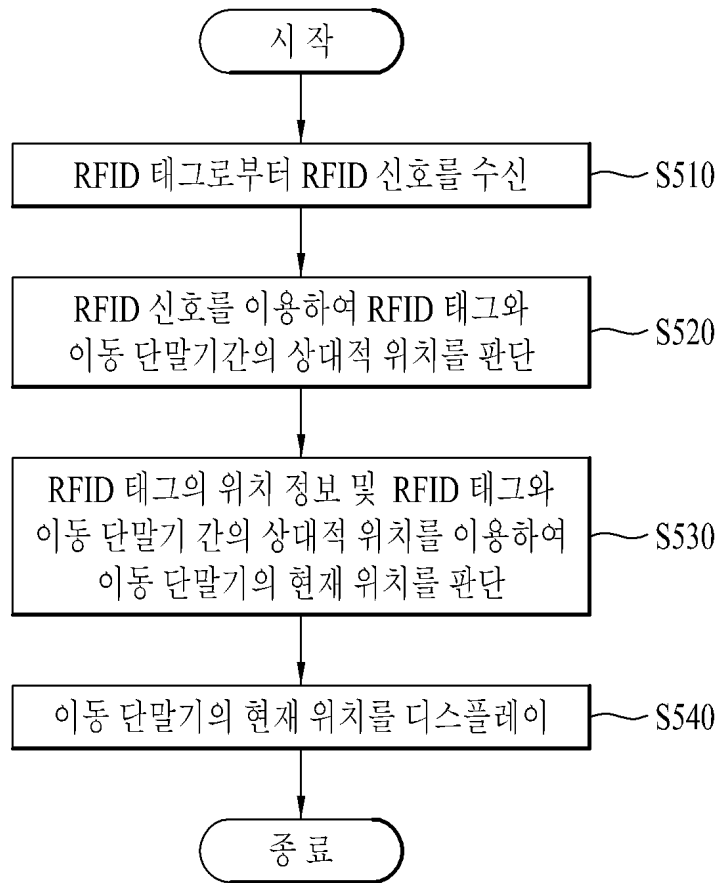 시 작
RFID 태그로부터 RFID 신호를 수신
S510
RFID 신호를 이용하여 RFID 태그와
이동 단말기간의 상대적 위치를 판단
S520
RFID 태그의 위치 정보 및 RFID 태그와
이동 단말기 간의 상대적 위치를 이용하여
이동 단말기의 현재 위치를 판단
S530
이동 단말기의 현재 위치를 디스플레이
S540
종 료